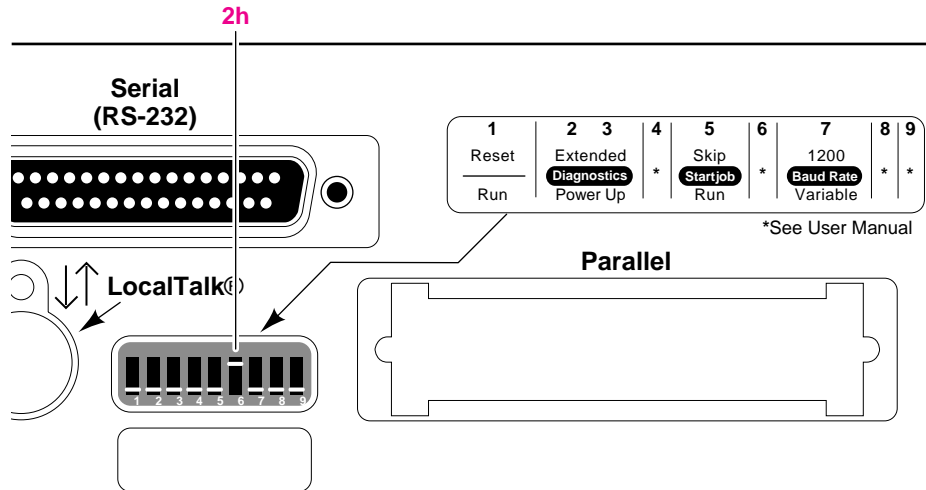 2h
Serial
(RS-232)
1 2 3 4 5 6 7 8 9
Reset Extended Skip 1200
Diagnostics * Startjob * Baud Rate * *
Run Power Up Run Variable
*See User Manual
Parallel
LocalTalk®
1 2 3 4 5 6 7 8 9